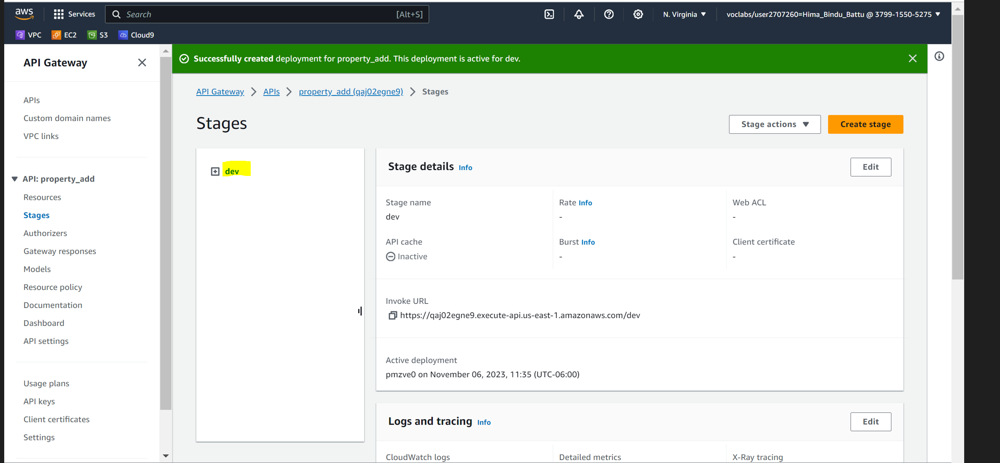 aws
Services
Search
[Alt+S]
N. Virginia
voclabs/user2707260=Hima_Bindu_Battu @ 3799-1550-5275
VPC
EC2
S3
Cloud9
API Gateway
APIs
Custom domain names
VPC links
API: property_add
Resources
Stages
Authorizers
Gateway responses
Models
Resource policy
Documentation
Dashboard
API settings
Usage plans
API keys
Client certificates
Settings
Successfully created deployment for property_add. This deployment is active for dev.
API Gateway
APIs
property_add (qaj02egne9)
Stages
Stages
Stage actions
Create stage
dev
Stage details Info
Edit
Stage name
dev
Rate Info
-
Web ACL
-
API cache
Inactive
Burst Info
-
Client certificate
-
Invoke URL
https://qaj02egne9.execute-api.us-east-1.amazonaws.com/dev
Active deployment
pmzve0 on November 06, 2023, 11:35 (UTC-06:00)
Logs and tracing Info
Edit
CloudWatch logs
Detailed metrics
X-Ray tracing